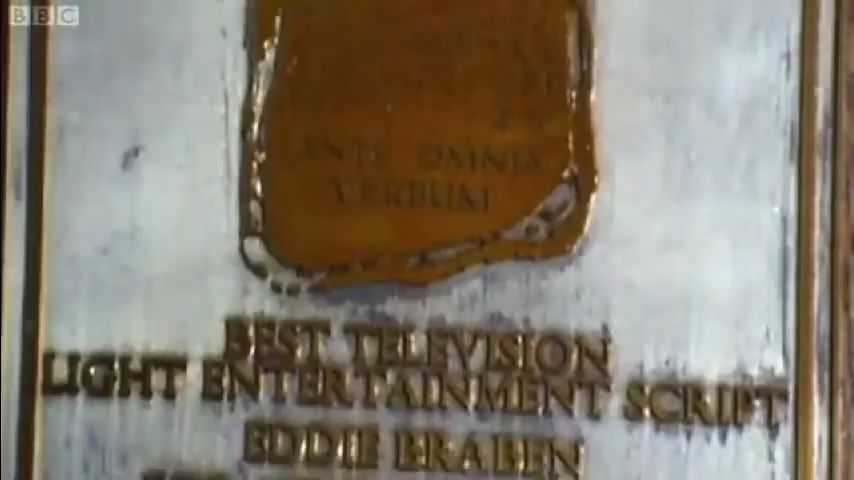 BBC
ANTE OMNIA
VERBUM
BEST TELEVISION
LIGHT ENTERTAINMENT SCRIPT
EDDIE BRABEN